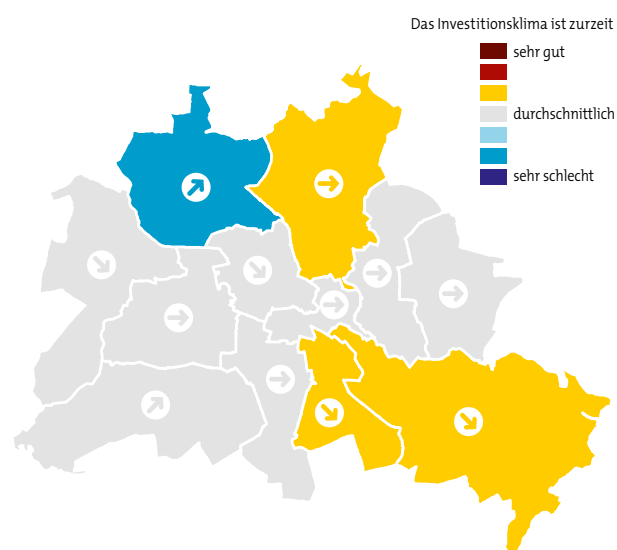 Das Investitionsklima ist zurzeit
sehr gut
durchschnittlich
sehr schlecht